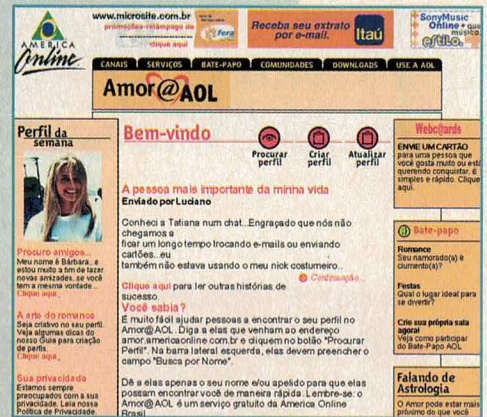 www.microsite.com.br
promoções-relâmpago de
clique aqui
fera
Receba seu extrato
por e-mail.
Itaú
SonyMusic
Online + que
música.
estilo.
AMERICA
Online
CANAIS
SERVIÇOS
BATE-PAPO
COMUNIDADES
DOWNLOADS
USE A AOL
Amor@AOL
Perfil da
semana
Procuro amigos...
Meu nome é Bárbara...e
estou muito a fim de fazer
novas amizades...se você
tem a mesma vontade...
Clique aqui
A arte do romance
Seja criativo no seu perfil.
Veja algumas dicas do
nosso Guia para criação
de perfis.
Clique aqui
Sua privacidade
Estamos sempre
preocupados com a sua
privacidade. Leia nossa
Política de Privacidade.
Bem-vindo
Procurar
perfil
Criar
perfil
Atualizar
perfil
A pessoa mais importante da minha vida
Enviado por Luciano
Conheci a Tatiana num chat...Engraçado que nós não
chegamos a
ficar um longo tempo trocando e-mails ou enviando
cartões...eu
também não estava usando o meu nick costumeiro...
Continuação...
Clique aqui para ler outras histórias de
sucesso.
Você sabia?
É muito fácil ajudar pessoas a encontrar o seu perfil no
Amor@AOL. Diga a elas que venham ao endereço
amor.americaonline.com.br e cliquem no botão "Procurar
Perfil". Na barra lateral esquerda, elas devem preencher o
campo "Busca por Nome".
Dê a elas apenas o seu nome e/ou apelido para que elas
possam encontrar você de maneira rápida. Lembre-se: o
Amor@AOL é um serviço gratuito da America Online
Brasil
Webc@rds
ENVIE UM CARTÃO
para uma pessoa que
você gosta muito ou está
querendo conquistar. É
simples e rápido. Clique
aqui.
Bate-papo
Romance
Seu namorado(a) é
ciumento(a)?
Festas
Qual o lugar ideal para
se divertir?
Crie sua própria sala
agora!
Veja como participar
do Bate-Papo AOL
Falando de
Astrologia
O Amor pode estar mais
próximo do que você